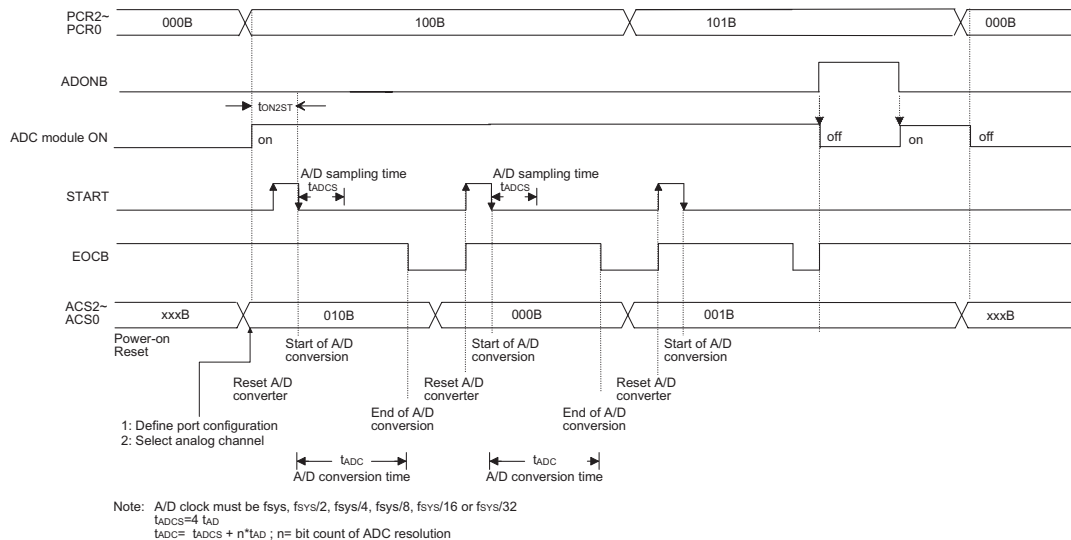 PCR2~
PCR0
000B
100B
101B
000B
ADONB
tON2ST
ADC module ON
on
off
on
off
A/D sampling time
tADCS
A/D sampling time
tADCS
START
EOCB
ACS2~
ACS0
xxxB
010B
000B
001B
xxxB
Power-on
Reset
Start of A/D
conversion
Start of A/D
conversion
Start of A/D
conversion
Reset A/D
converter
Reset A/D
converter
Reset A/D
converter
1: Define port configuration
2: Select analog channel
End of A/D
conversion
End of A/D
conversion
tADC
A/D conversion time
tADC
A/D conversion time
Note: A/D clock must be fsys, fSYS/2, fsys/4, fsys/8, fSYS/16 or fSYS/32
tADCS=4 tAD
tADC= tADCS + n*tAD ; n= bit count of ADC resolution